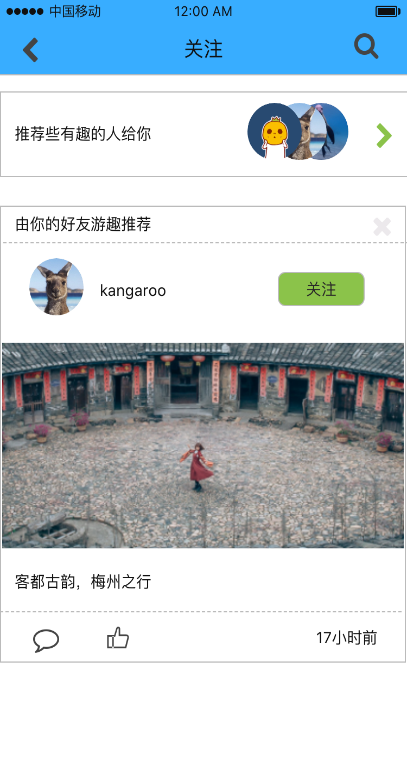 中国移动 12:00 AM
关注
推荐些有趣的人给你
由你的好友游趣推荐
kangaroo
关注
客都古韵，梅州之行
17小时前